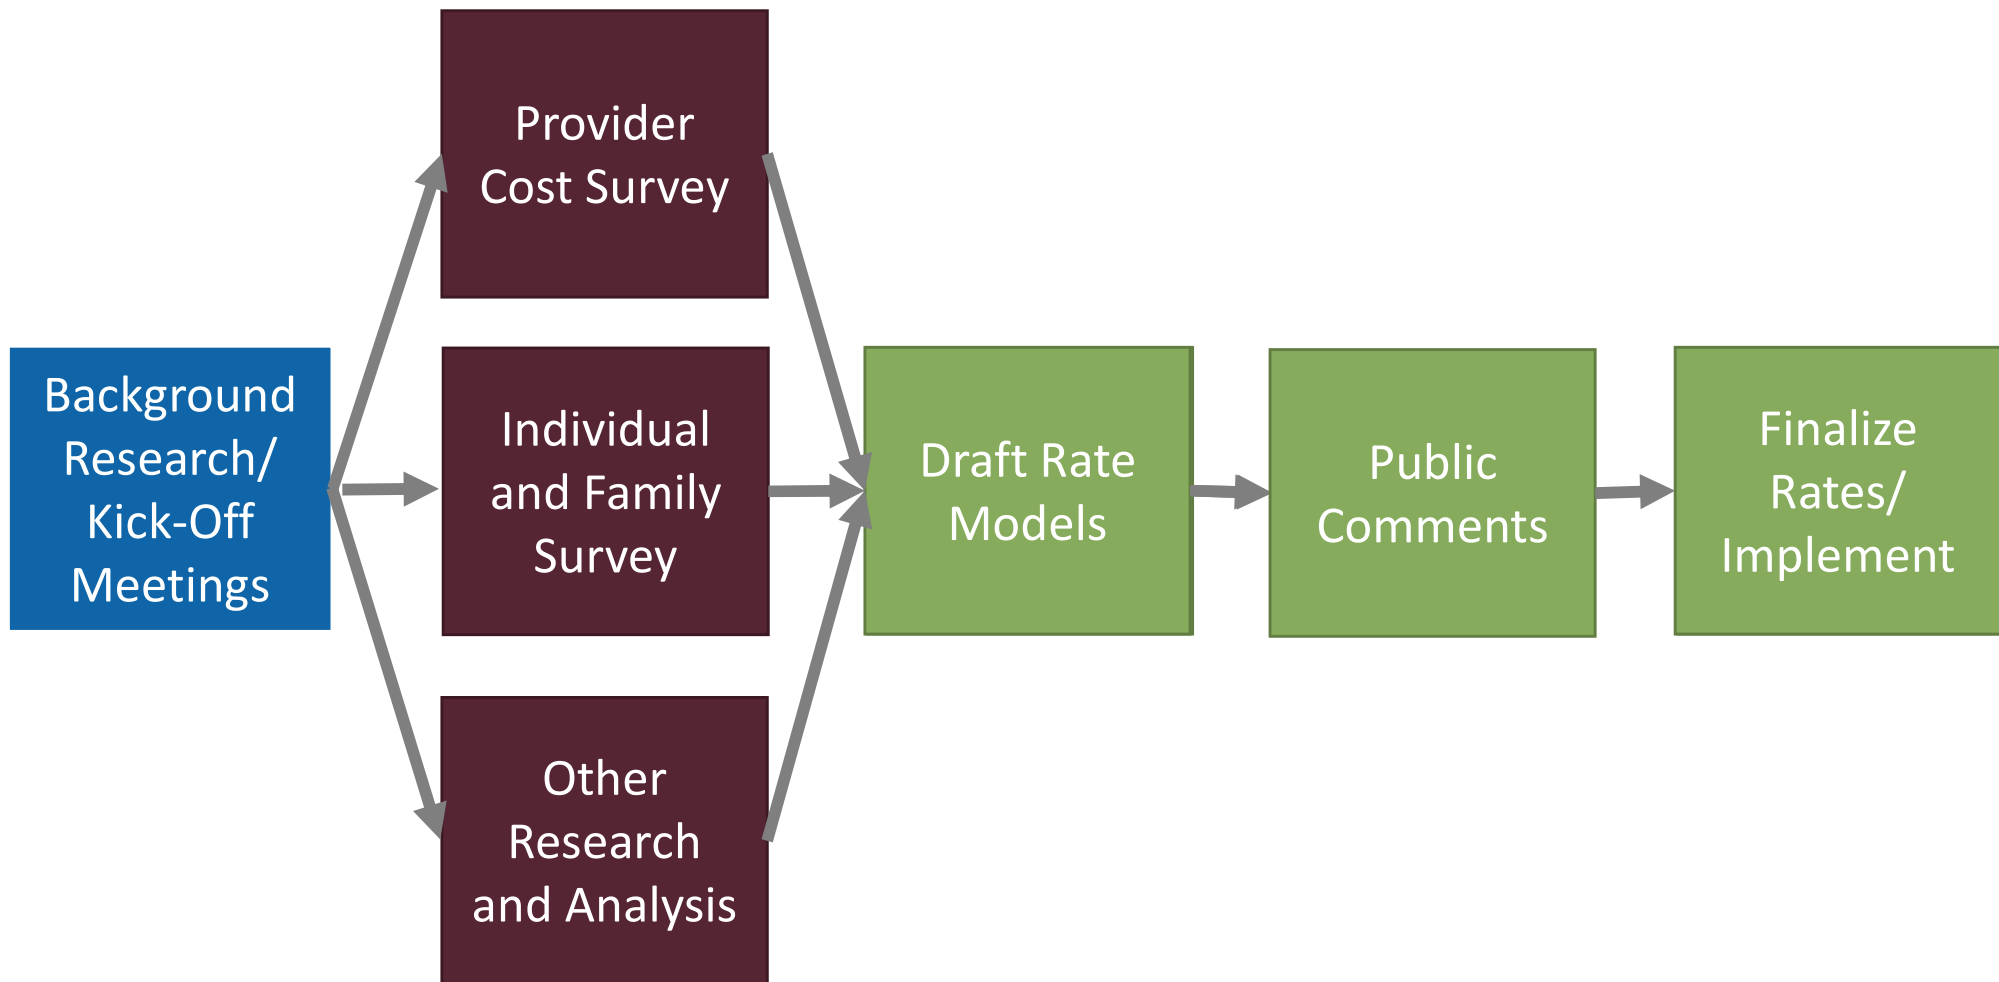 Background
Research/
Kick-Off
Meetings
Provider
Cost Survey
Individual
and Family
Survey
Other
Research
and Analysis
Draft Rate
Models
Public
Comments
Finalize
Rates/
Implement